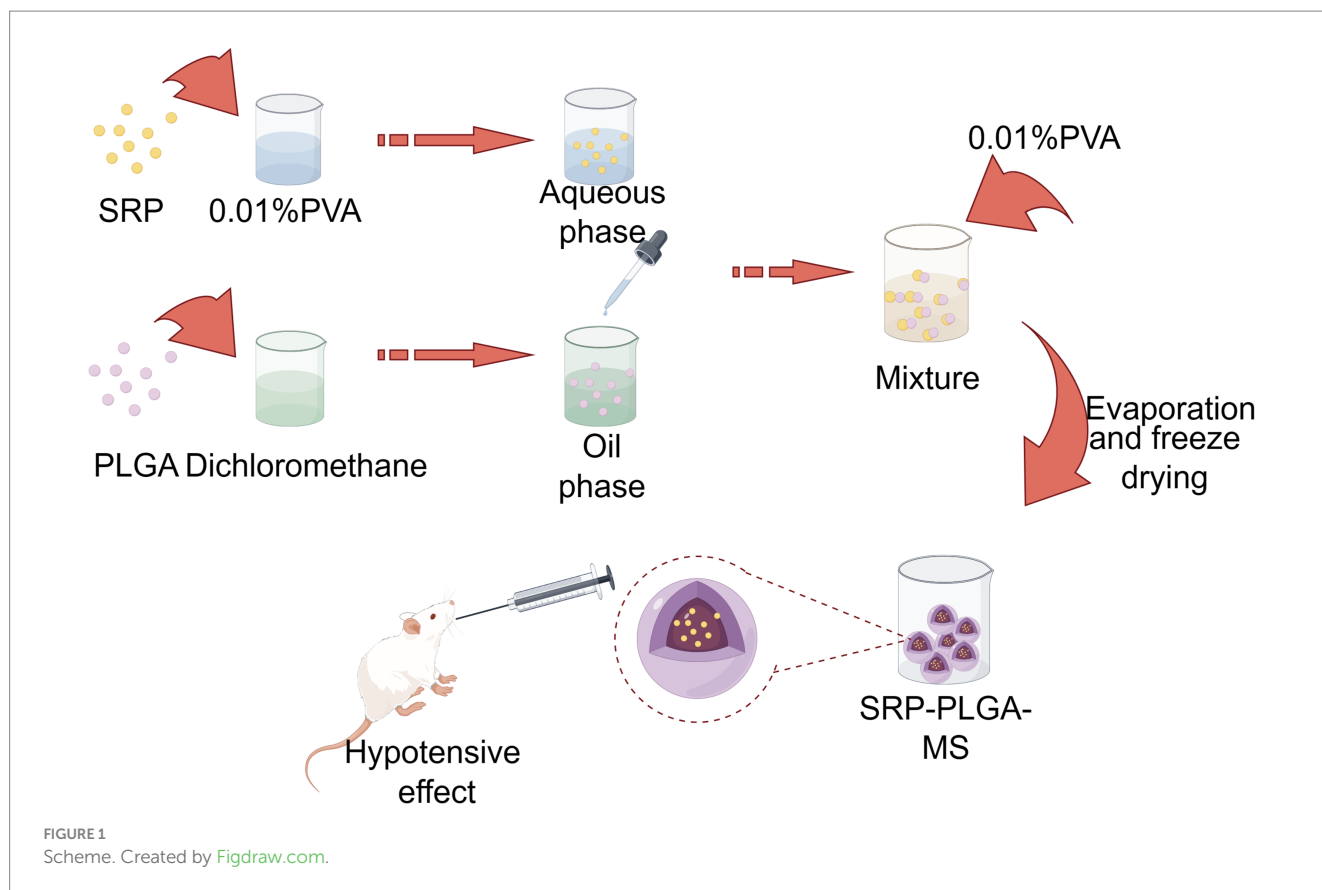 SRP
0.01%PVA
Aqueous
phase
0.01%PVA
PLGA
Dichloromethane
Oil
phase
Mixture
Evaporation
and freeze
drying
SRP-PLGA-
MS
Hypotensive
effect
FIGURE 1
Scheme. Created by Figdraw.com.